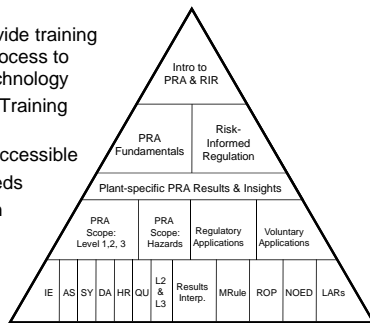 vide training
ocess to
chnology
Training
ccessible
eds
Intro to
PRA & RIR
PRA
Fundamentals
Risk-
Informed
Regulation
Plant-specific PRA Results & Insights
PRA
Scope:
Level 1,2, 3
PRA
Scope:
Hazards
Regulatory
Applications
Voluntary
Applications
IE
AS
SY
DA
HR
QU
L2
&
L3
Results
Interp.
MRule
ROP
NOED
LARs